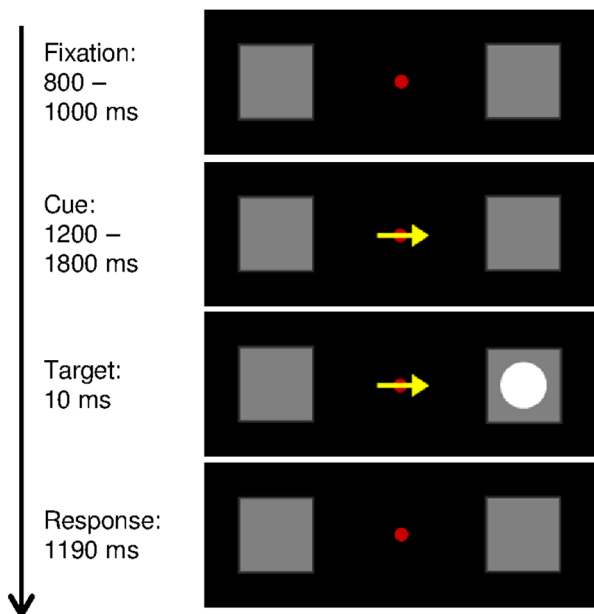 Fixation:
800 –
1000 ms
Cue:
1200 –
1800 ms
Target:
10 ms
Response:
1190 ms